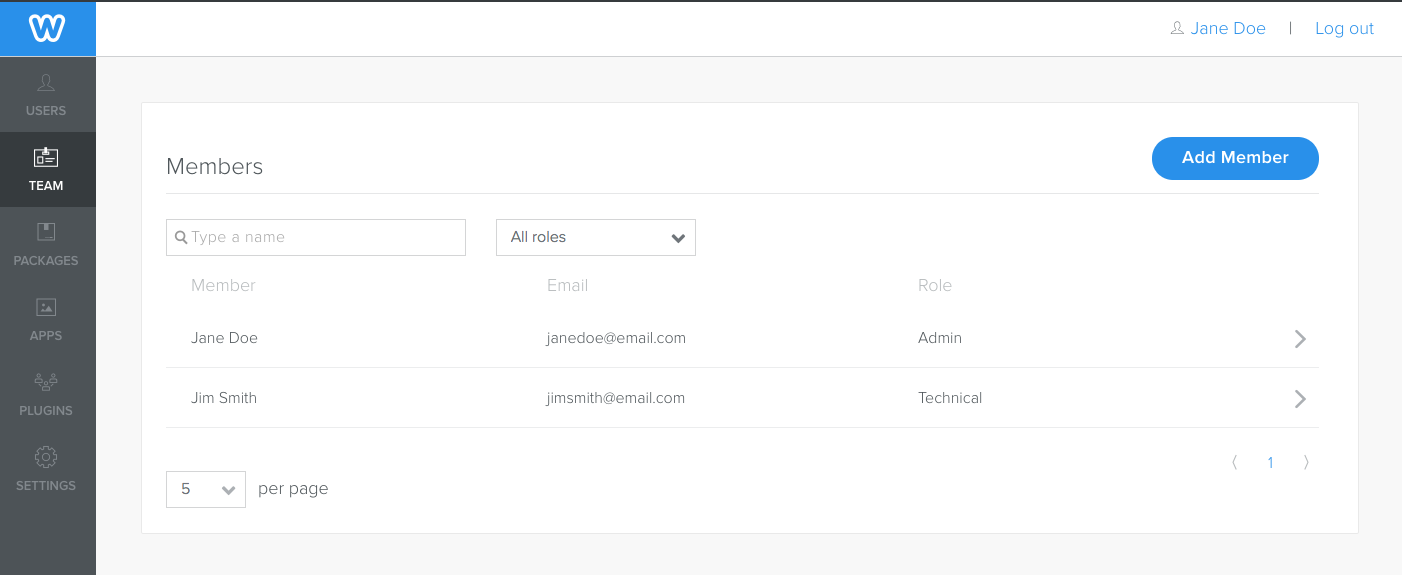 Jane Doe | Log out
USERS
TEAM
PACKAGES
APPS
PLUGINS
SETTINGS
Members
Add Member
Type a name
All roles
Member Email Role
Jane Doe janedoe@email.com Admin
Jim Smith jimsmith@email.com Technical
1
5 per page